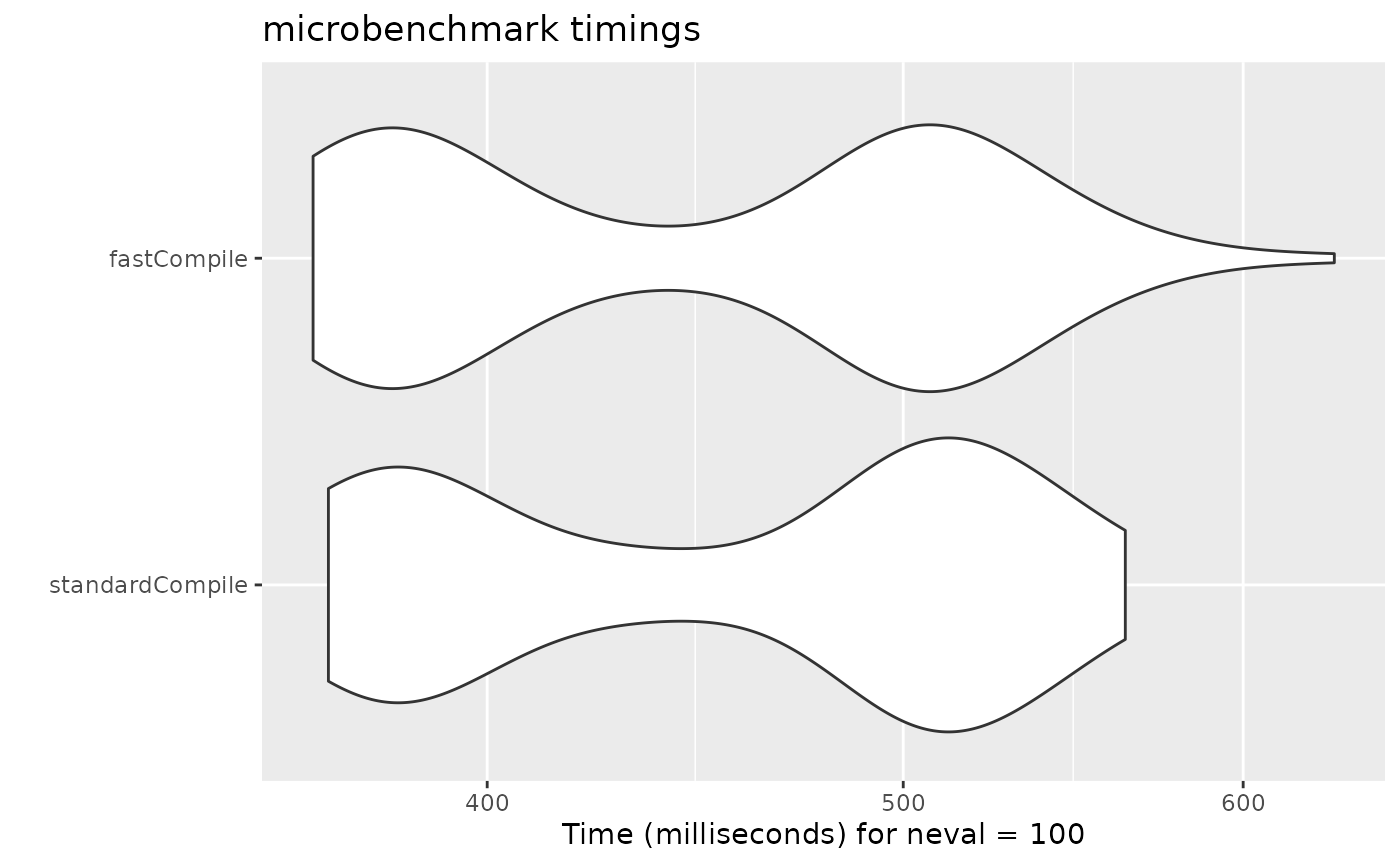 microbenchmark timings
fastCompile
standardCompile
400
500
600
Time (milliseconds) for neval = 100